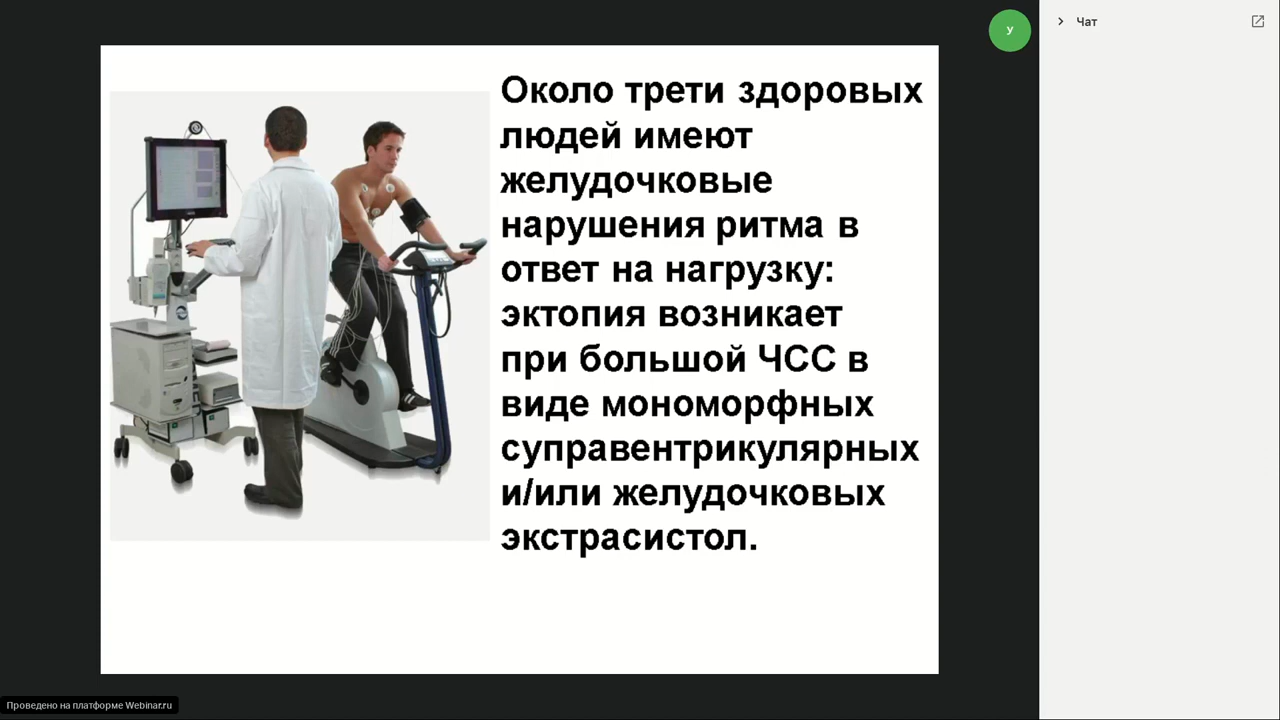 У
Чат
Около трети здоровых
людей имеют
желудочковые
нарушения ритма в
ответ на нагрузку:
эктопия возникает
при большой ЧСС в
виде мономорфных
суправентрикулярных
и/или желудочковых
экстрасистол.
Проведено на платформе Webinar.ru